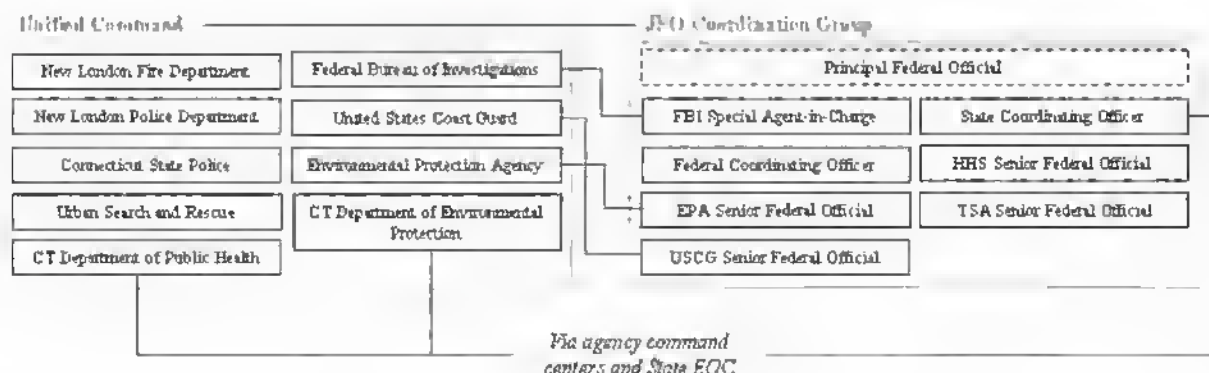 Unified Command
JFO Coordination Group
New London Fire Department
Federal Bureau of Investigations
Principal Federal Official
New London Police Department
United States Coast Guard
FBI Special Agent-in-Charge
State Coordinating Officer
Connecticut State Police
Environmental Protection Agency
Federal Coordinating Officer
HHS Senior Federal Official
Urban Search and Rescue
CT Department of Environmental
Protection
EPA Senior Federal Official
TSA Senior Federal Official
CT Department of Public Health
USCG Senior Federal Official
Via agency command
centers and State EOC